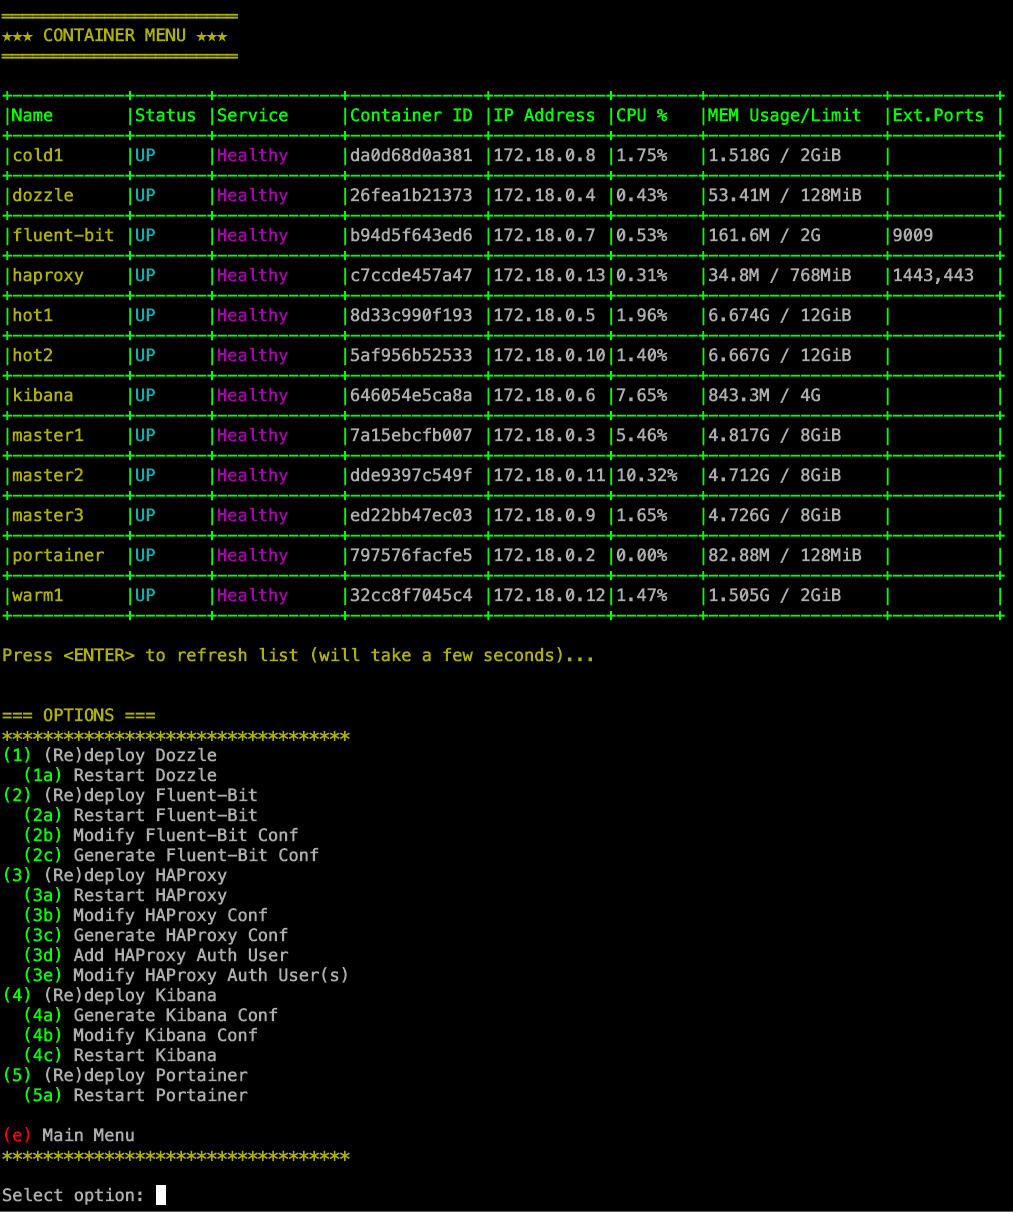 =======================
★★★ CONTAINER MENU ★★★
=======================
+-----------+-------+------------+-------------+-----------+--------+-----------------+----------+
|Name |Status |Service |Container ID |IP Address |CPU % |MEM Usage/Limit |Ext.Ports |
|cold1 |UP |Healthy |da0d68d0a381 |172.18.0.8 |1.75% |1.518G / 2GiB | |
|dozzle |UP |Healthy |26fea1b21373 |172.18.0.4 |0.43% |53.41M / 128MiB | |
|fluent-bit |UP |Healthy |b94d5f643ed6 |172.18.0.7 |0.53% |161.6M / 2G |9009 |
|haproxy |UP |Healthy |c7ccde457a47 |172.18.0.13|0.31% |34.8M / 768MiB |1443,443 |
|hot1 |UP |Healthy |8d33c990f193 |172.18.0.5 |1.96% |6.674G / 12GiB | |
|hot2 |UP |Healthy |5af956b52533 |172.18.0.10|1.40% |6.667G / 12GiB | |
|kibana |UP |Healthy |646054e5ca8a |172.18.0.6 |7.65% |843.3M / 4G | |
|master1 |UP |Healthy |7a15ebcfb007 |172.18.0.3 |5.46% |4.817G / 8GiB | |
|master2 |UP |Healthy |dde9397c549f |172.18.0.11|10.32% |4.712G / 8GiB | |
|master3 |UP |Healthy |ed22bb47ec03 |172.18.0.9 |1.65% |4.726G / 8GiB | |
|portainer |UP |Healthy |797576facfe5 |172.18.0.2 |0.00% |82.88M / 128MiB | |
|warm1 |UP |Healthy |32cc8f7045c4 |172.18.0.12|1.47% |1.505G / 2GiB | |
Press <ENTER> to refresh list (will take a few seconds)...
=== OPTIONS ===
**********************************
(1) (Re)deploy Dozzle
(1a) Restart Dozzle
(2) (Re)deploy Fluent-Bit
(2a) Restart Fluent-Bit
(2b) Modify Fluent-Bit Conf
(2c) Generate Fluent-Bit Conf
(3) (Re)deploy HAProxy
(3a) Restart HAProxy
(3b) Modify HAProxy Conf
(3c) Generate HAProxy Conf
(3d) Add HAProxy Auth User
(3e) Modify HAProxy Auth User(s)
(4) (Re)deploy Kibana
(4a) Generate Kibana Conf
(4b) Modify Kibana Conf
(4c) Restart Kibana
(5) (Re)deploy Portainer
(5a) Restart Portainer
(e) Main Menu
**********************************
Select option: